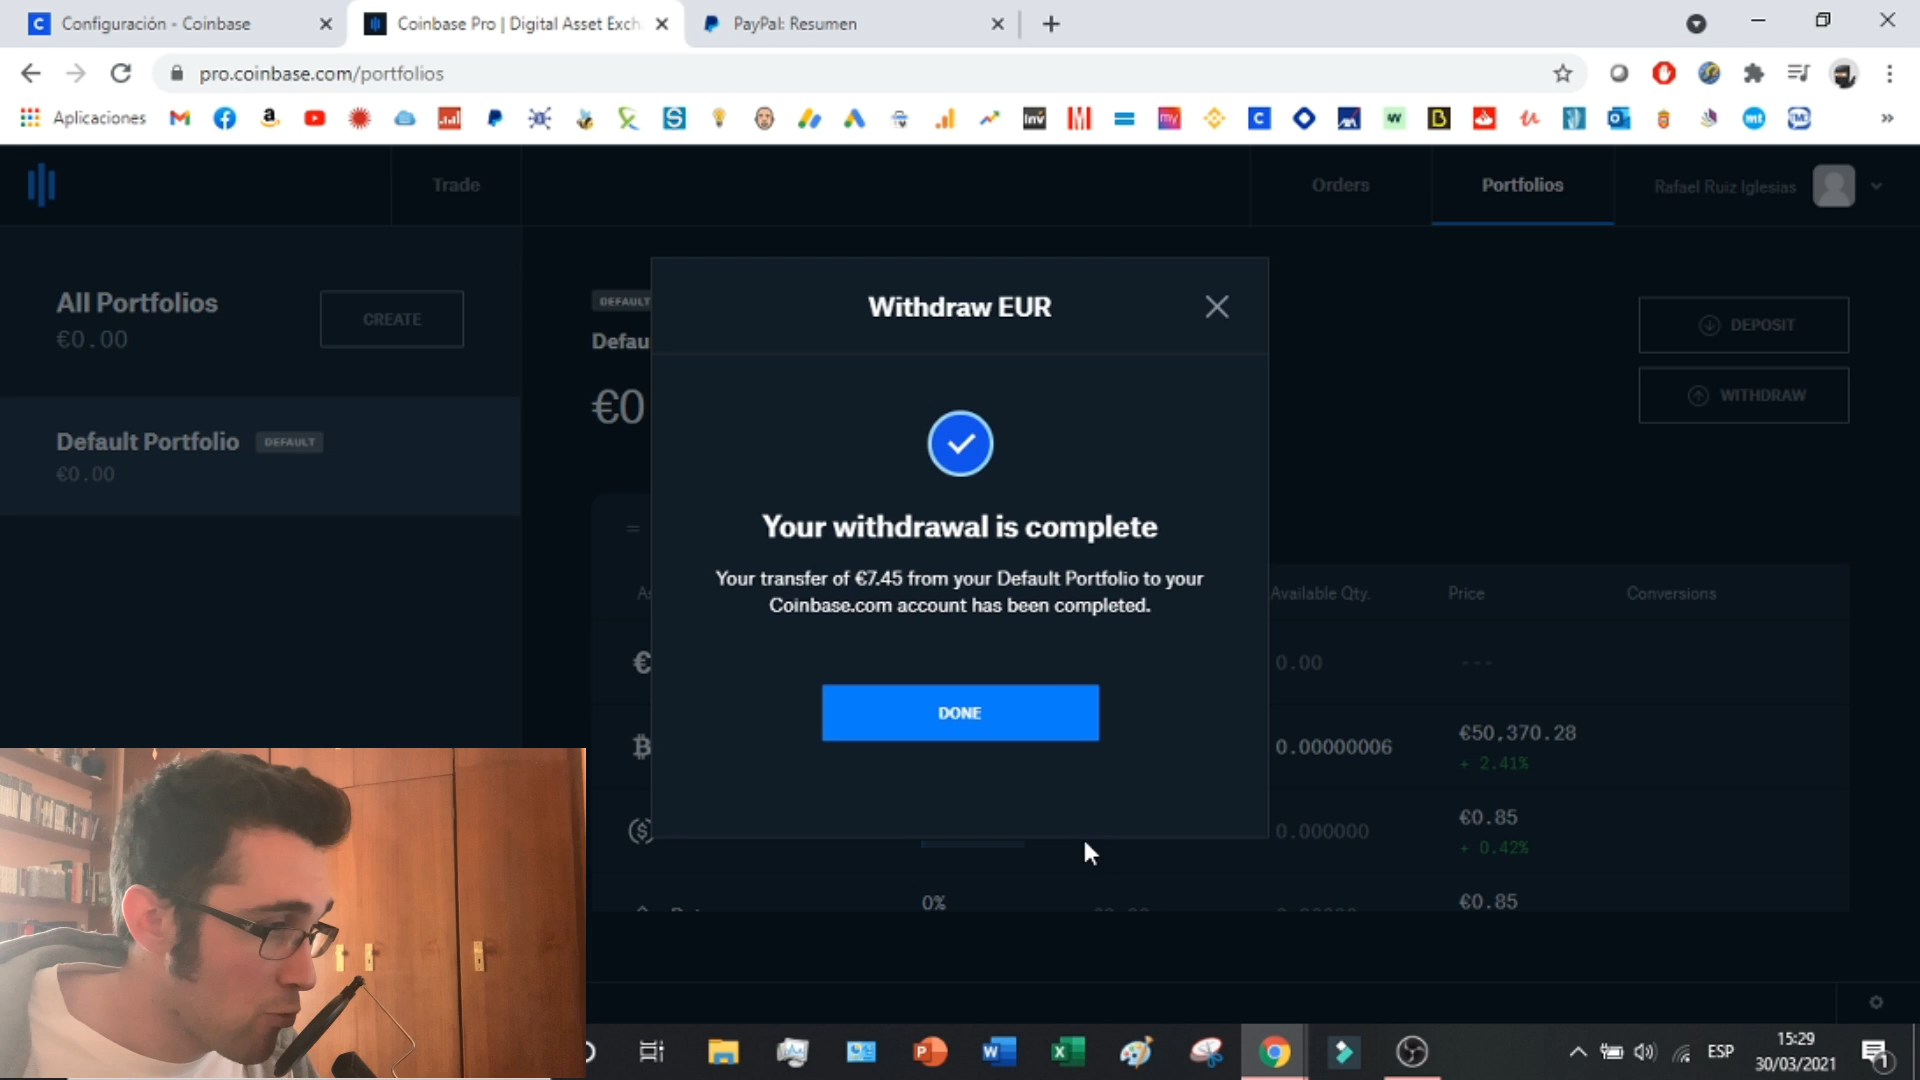 Configuración - Coinbase
Coinbase Pro | Digital Asset Exch
PayPal: Resumen
pro.coinbase.com/portfolios
Aplicaciones
Trade
Orders
Portfolios
Rafael Ruiz Iglesias
All Portfolios
€0.00
CREATE
Default Portfolio DEFAULT
€0.00
DEFAULT
Defau
€0
DEPOSIT
WITHDRAW
Withdraw EUR
Your withdrawal is complete
Your transfer of €7.45 from your Default Portfolio to your
Coinbase.com account has been completed.
DONE
As
Available Qty.
Price
Conversions
0.00
---
0.00000006
€50,370.28
+ 2.41%
0.000000
€0.85
+ 0.42%
0%
€0.85
ESP
15:29
30/03/2021
1